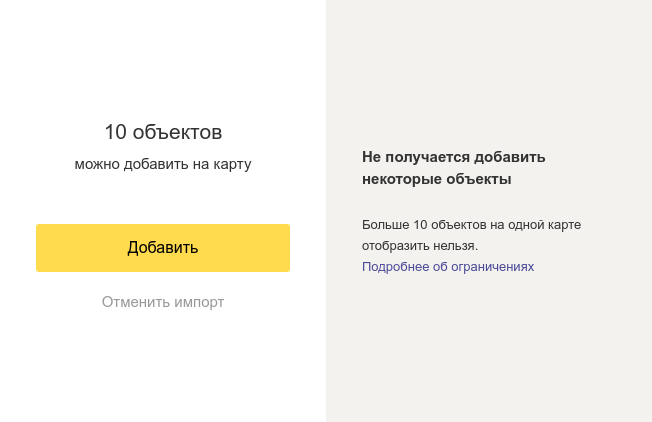 10 объектов
можно добавить на карту
Добавить
Отменить импорт
Не получается добавить
некоторые объекты
Больше 10 объектов на одной карте
отобразить нельзя.
Подробнее об ограничениях